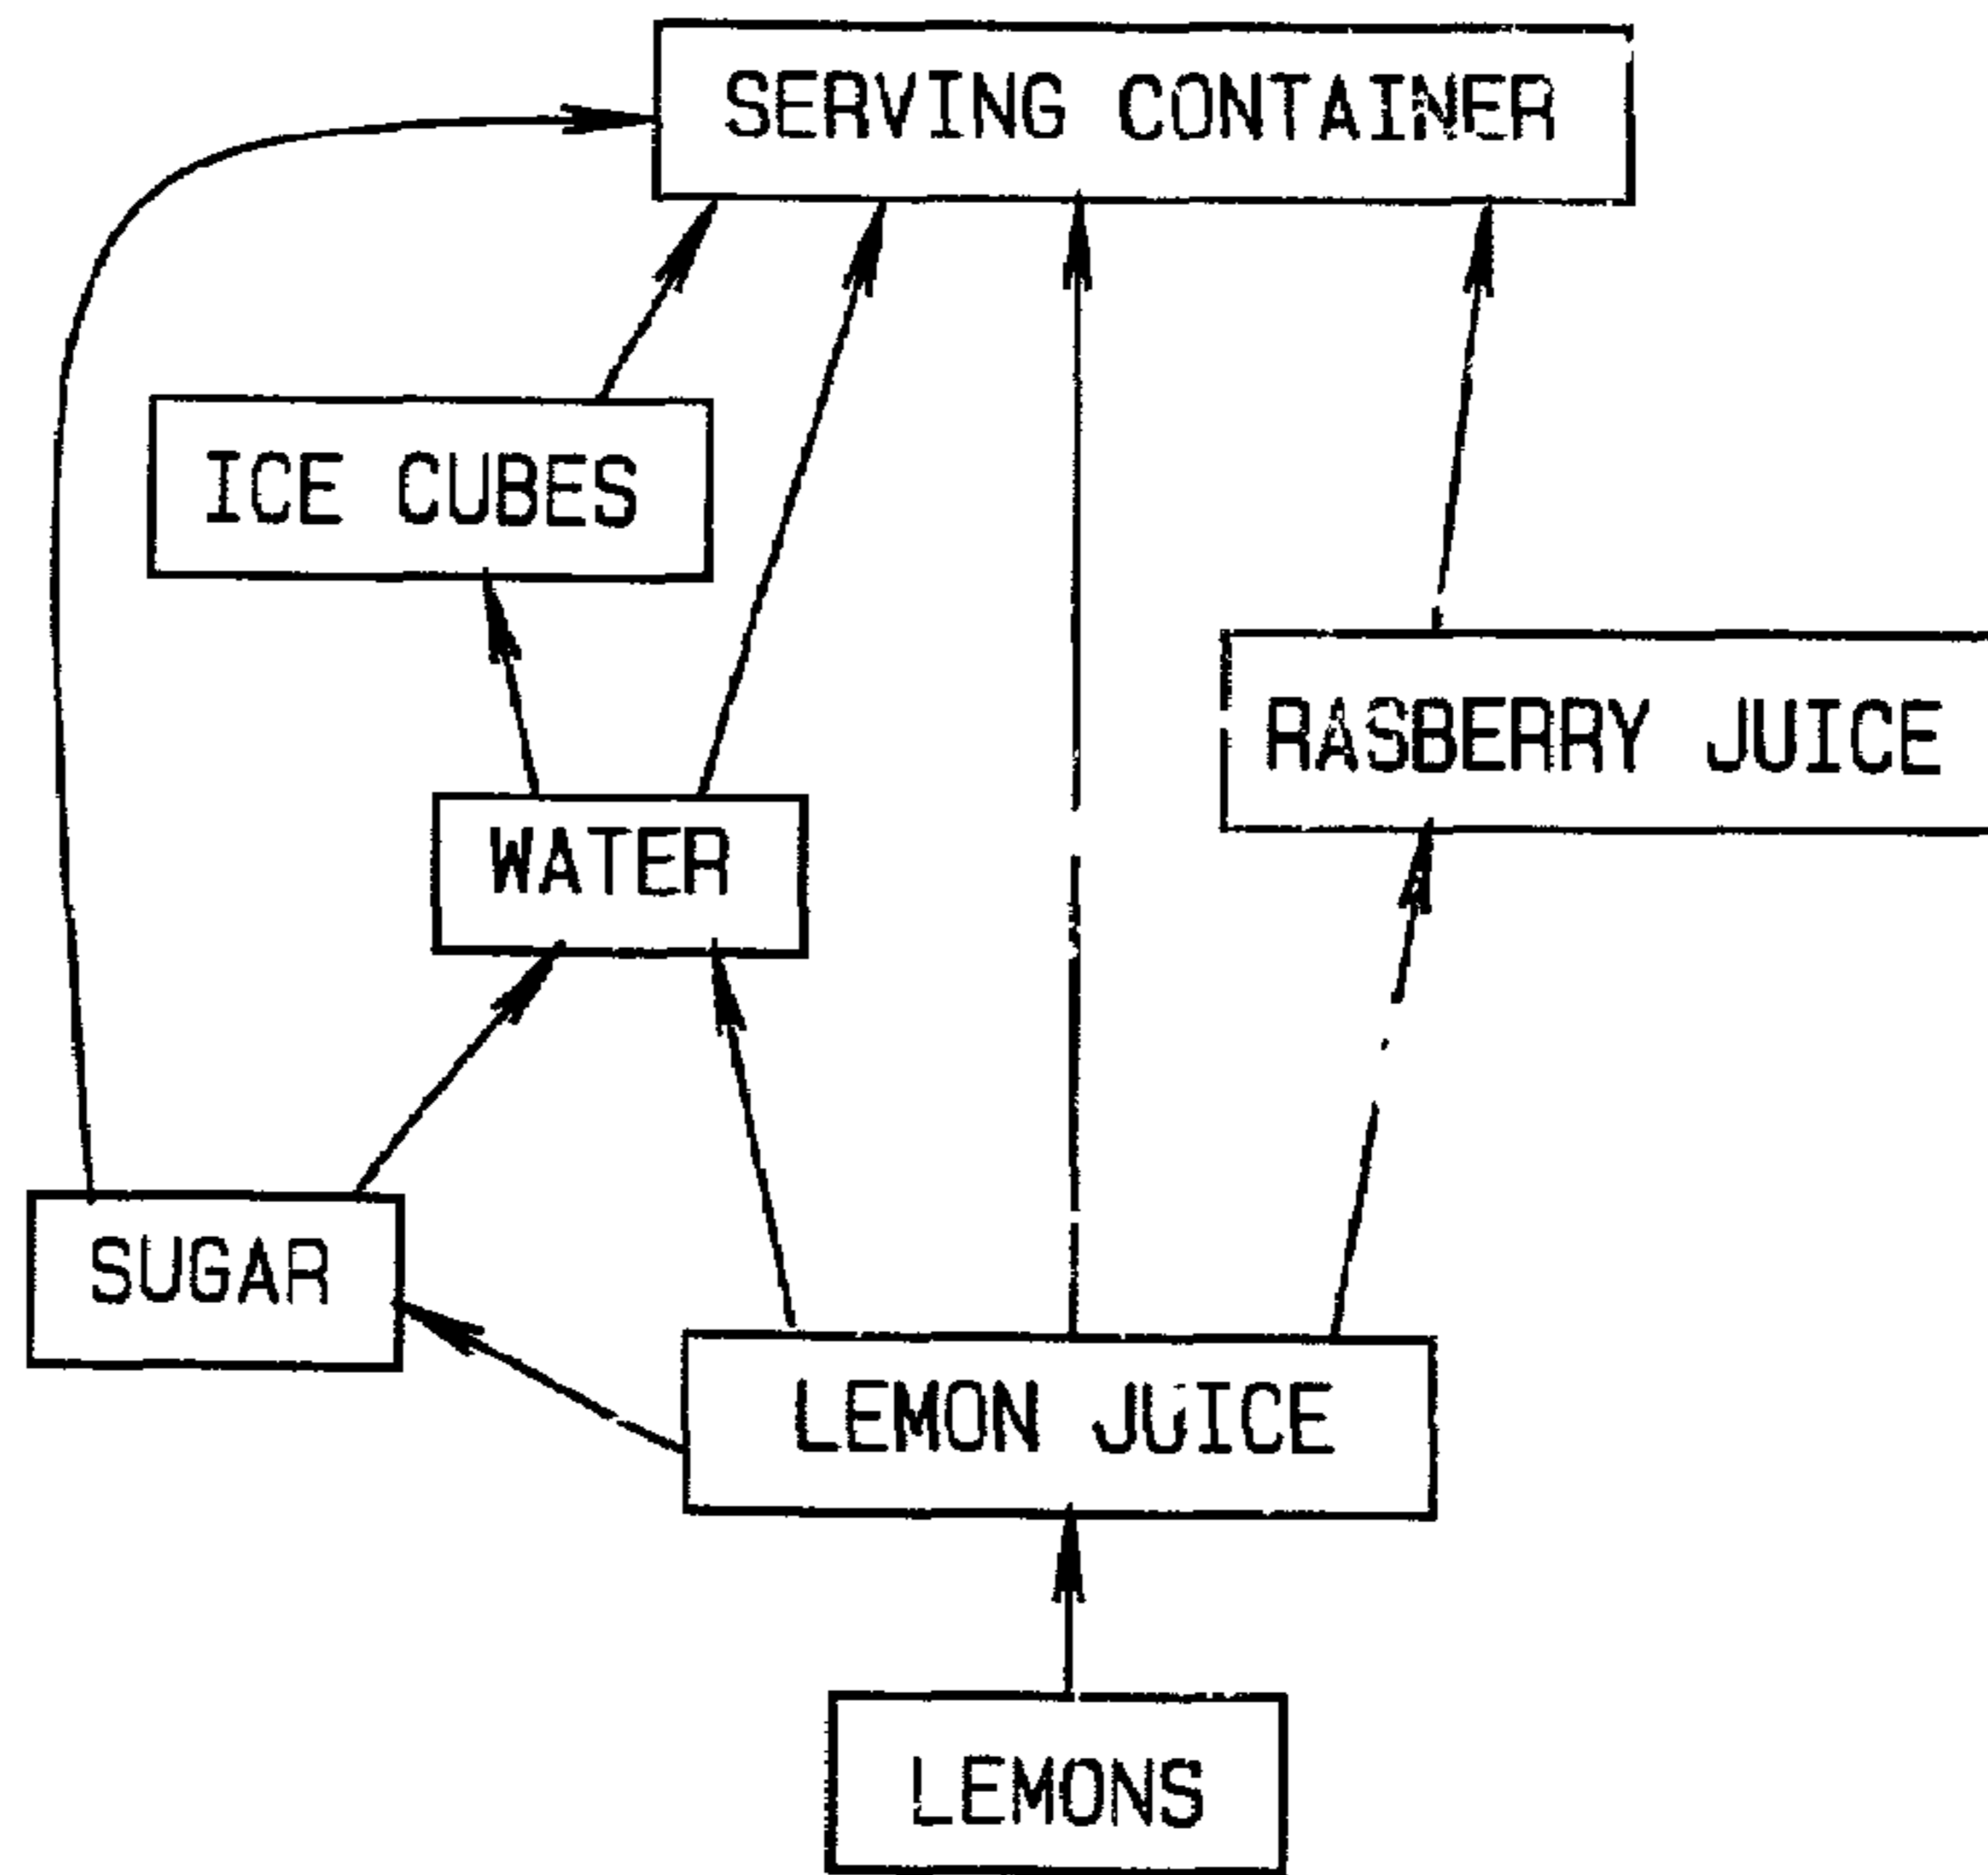 SERVING CONTAINER
ICE CUBES
RASBERRY JUICE
WATER
SUGAR
LEMON JUICE
LEMONS